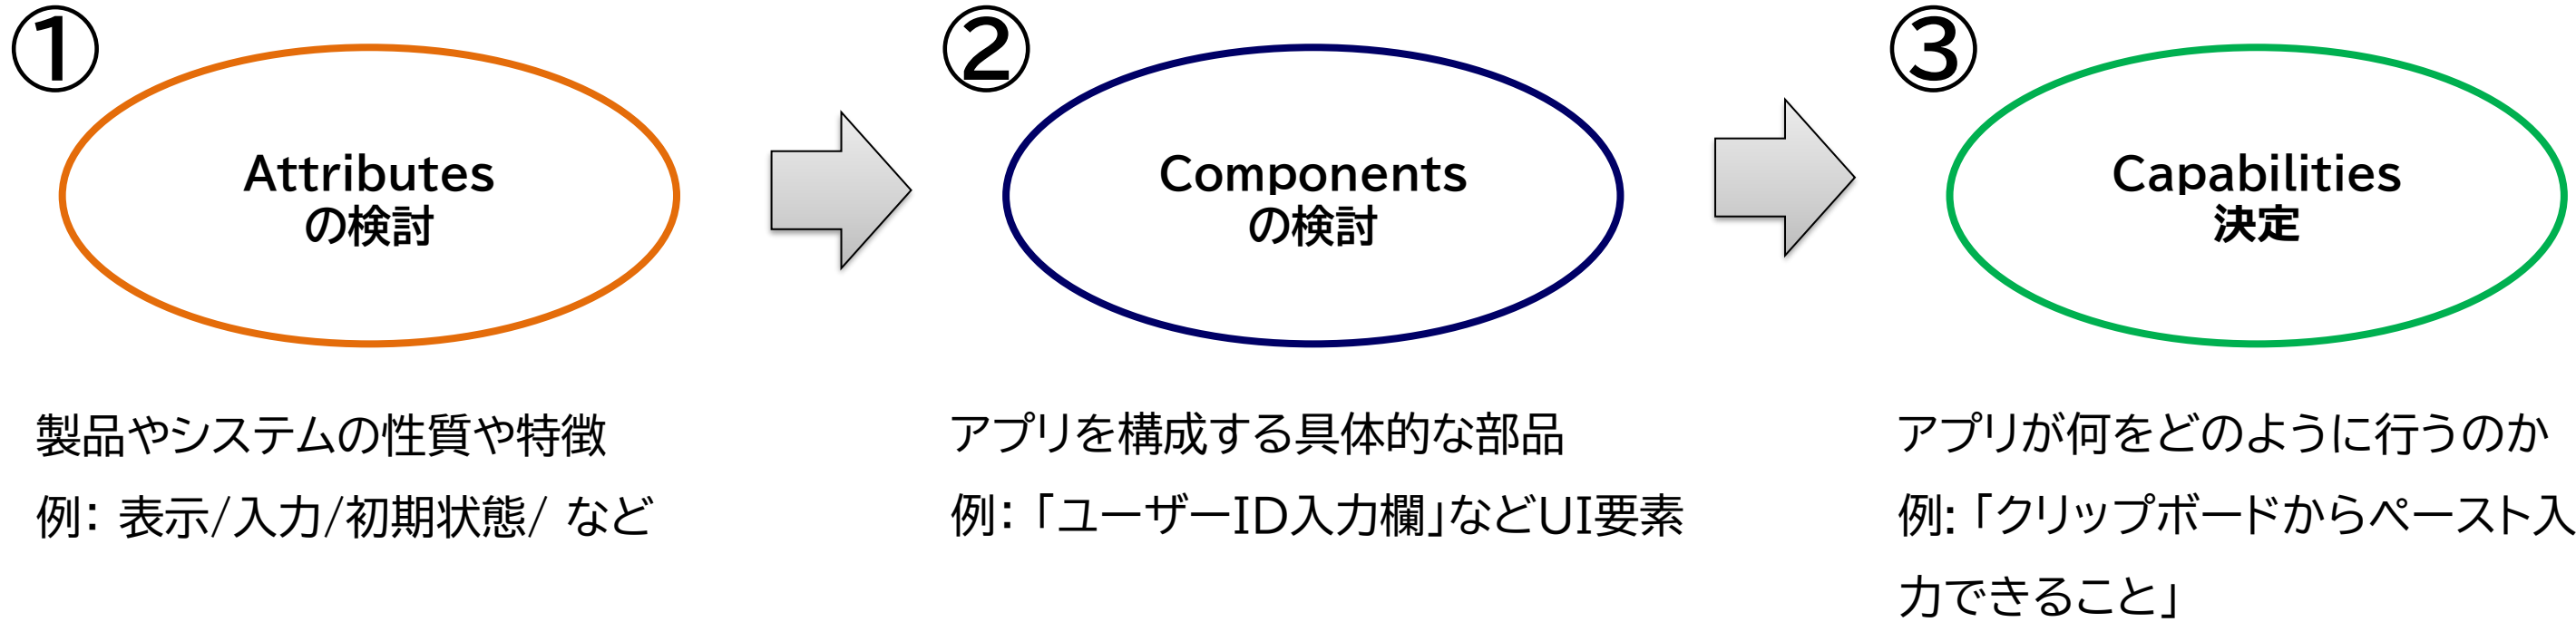 ①
Attributes
の検討
製品やシステムの性質や特徴
例： 表示/入力/初期状態/ など
②
Components
の検討
アプリを構成する具体的な部品
例：「ユーザーID入力欄」などUI要素
③
Capabilities
決定
アプリが何をどのように行うのか
例：「クリップボードからペースト入
力できること」